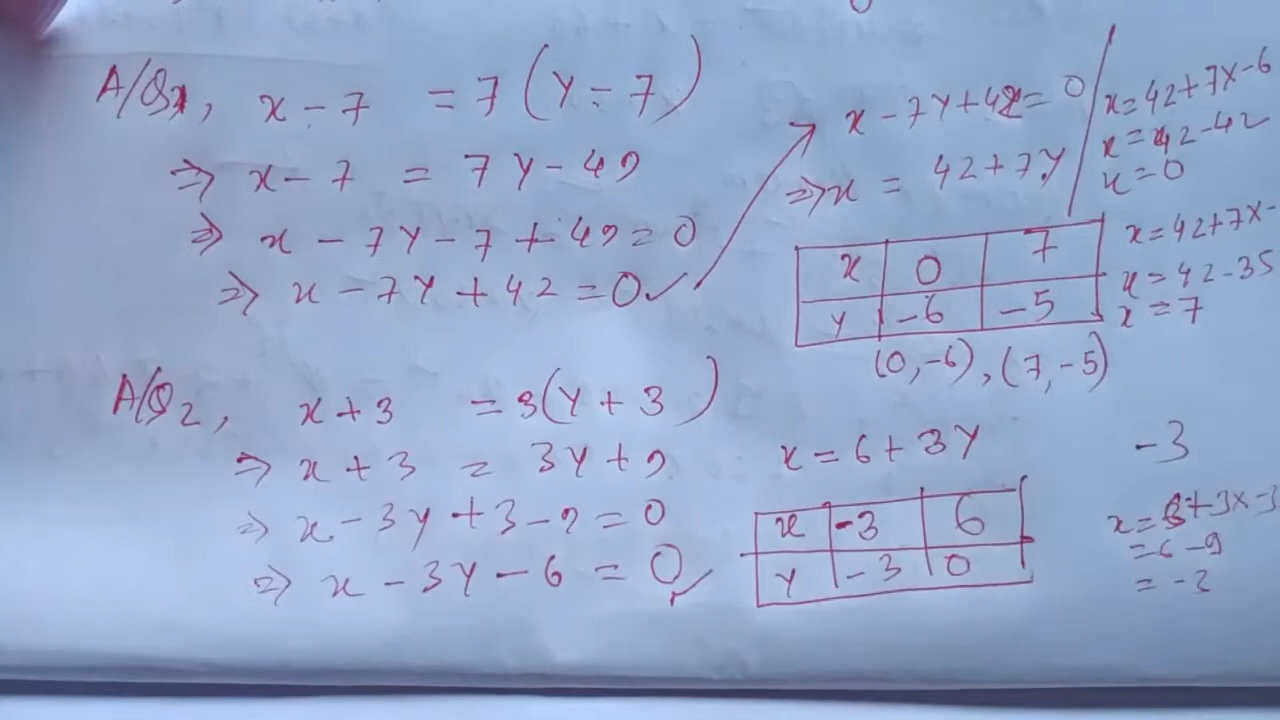 A/Q1, x - 7 = 7(Y - 7)
⇒ x - 7 = 7Y - 49
⇒ x - 7Y - 7 + 49 = 0
⇒ x - 7Y + 42 = 0 ✓
x - 7Y + 42 = 0
⇒ x = 42 + 7Y
x = 42 + 7x - 6
x = 42 - 42
x = 0
x 0 7
Y -6 -5
(0, -6), (7, -5)
x = 42 + 7x -
x = 42 - 35
x = 7
A/Q2, x + 3 = 3(Y + 3)
⇒ x + 3 = 3Y + 9
⇒ x - 3Y + 3 - 9 = 0
⇒ x - 3Y - 6 = 0 ✓
x = 6 + 3Y
x -3 6
Y -3 0
-3
x = 6 + 3x - 3
= 6 - 9
= -3